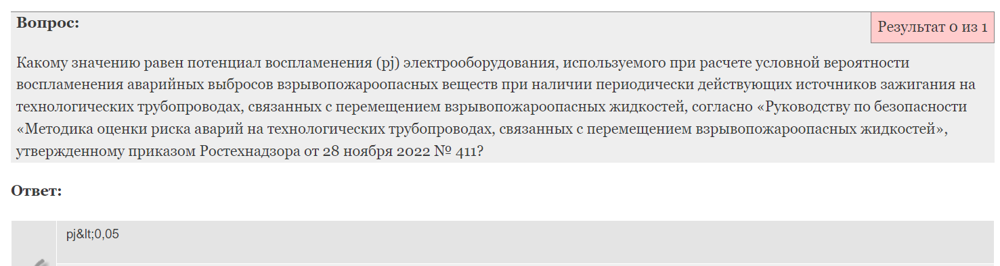 Вопрос:
Результат 0 из 1
Какому значению равен потенциал воспламенения (pj) электрооборудования, используемого при расчете условной вероятности
воспламенения аварийных выбросов взрывопожароопасных веществ при наличии периодически действующих источников зажигания на
технологических трубопроводах, связанных с перемещением взрывопожароопасных жидкостей, согласно «Руководству по безопасности
«Методика оценки риска аварий на технологических трубопроводах, связанных с перемещением взрывопожароопасных жидкостей»,
утвержденному приказом Ростехнадзора от 28 ноября 2022 № 411?
Ответ:
pj&lt;0,05